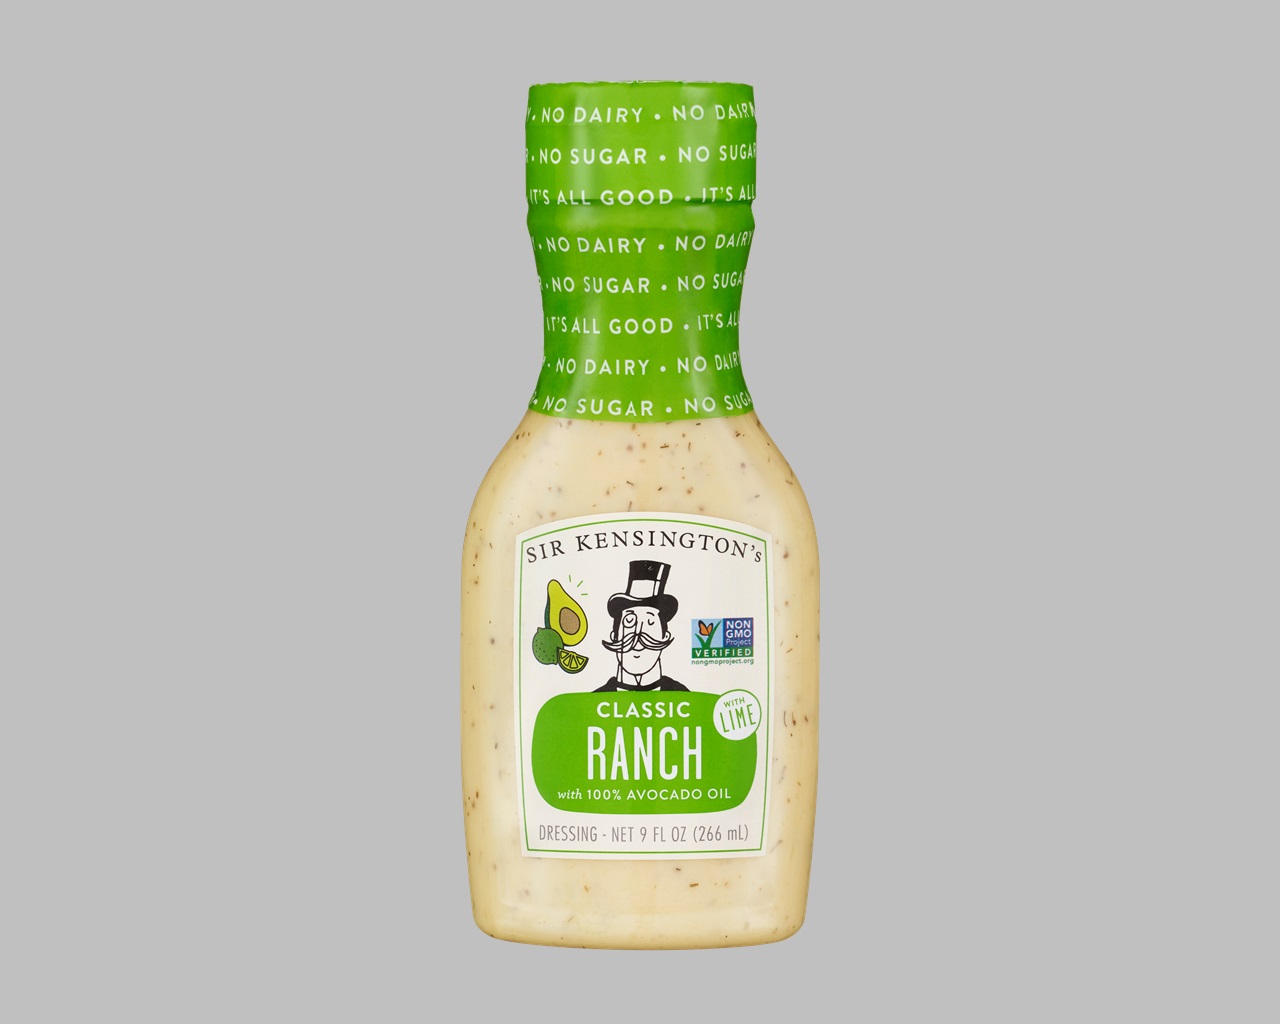 · NO DAIRY · NO DAIRY
· NO SUGAR · NO SUGAR
IT'S ALL GOOD · IT'S ALL
· NO DAIRY · NO DAIRY
· NO SUGAR · NO SUGAR
IT'S ALL GOOD · IT'S ALL
· NO DAIRY · NO DAIRY
· NO SUGAR · NO SUGAR
SIR KENSINGTON's
NON
GMO
Project
VERIFIED
nongmoproject.org
CLASSIC
WITH
LIME
RANCH
with 100% AVOCADO OIL
DRESSING - NET 9 FL OZ (266 mL)